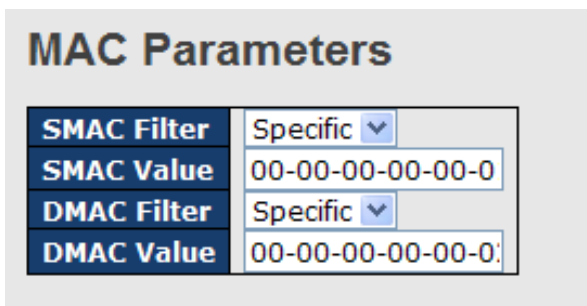 MAC Parameters
SMAC Filter Specific
SMAC Value 00-00-00-00-00-0
DMAC Filter Specific
DMAC Value 00-00-00-00-00-0